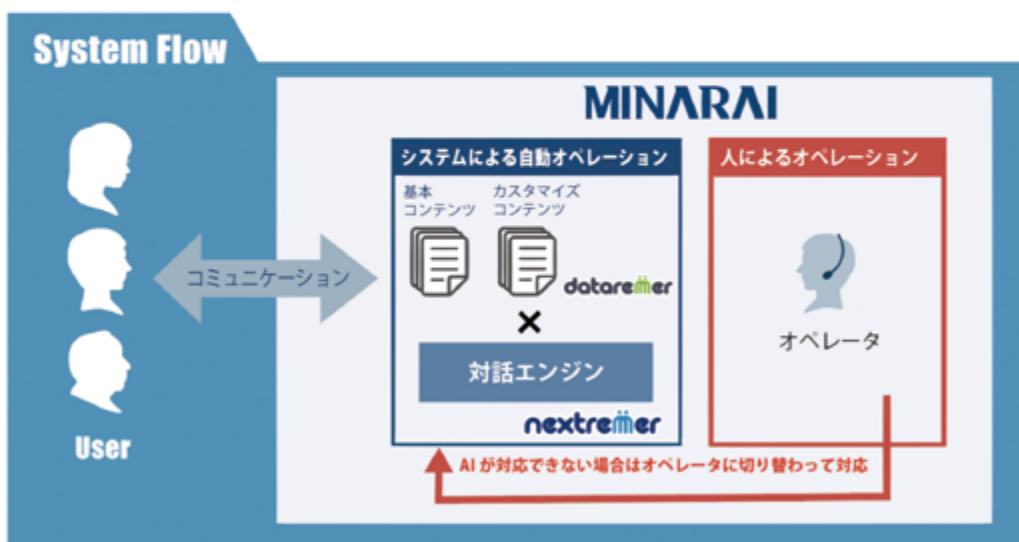 System Flow
MINARAI
システムによる自動オペレーション
人によるオペレーション
基本
コンテンツ
カスタマイズ
コンテンツ
コミュニケーション
dataremer
×
オペレータ
対話エンジン
nextremer
User
AIが対応できない場合はオペレータに切り替わって対応